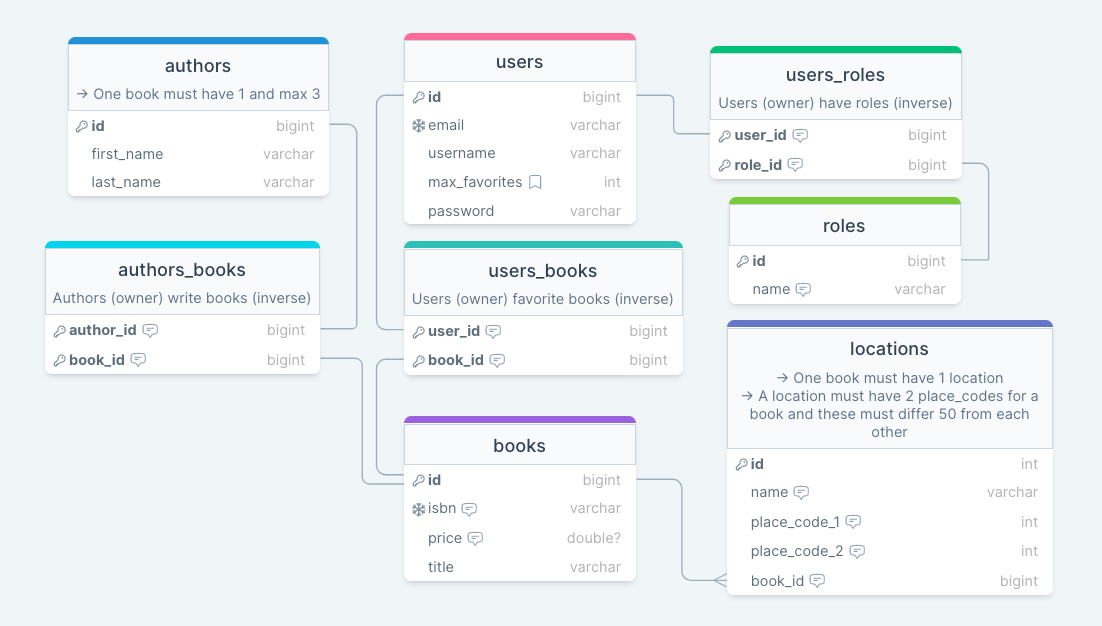 authors
→ One book must have 1 and max 3
id bigint
first_name varchar
last_name varchar
users
id bigint
email varchar
username varchar
max_favorites int
password varchar
users_roles
Users (owner) have roles (inverse)
user_id bigint
role_id bigint
roles
id bigint
name varchar
authors_books
Authors (owner) write books (inverse)
author_id bigint
book_id bigint
users_books
Users (owner) favorite books (inverse)
user_id bigint
book_id bigint
locations
→ One book must have 1 location
→ A location must have 2 place_codes for a
book and these must differ 50 from each
other
id int
name varchar
place_code_1 int
place_code_2 int
book_id bigint
books
id bigint
isbn varchar
price double?
title varchar